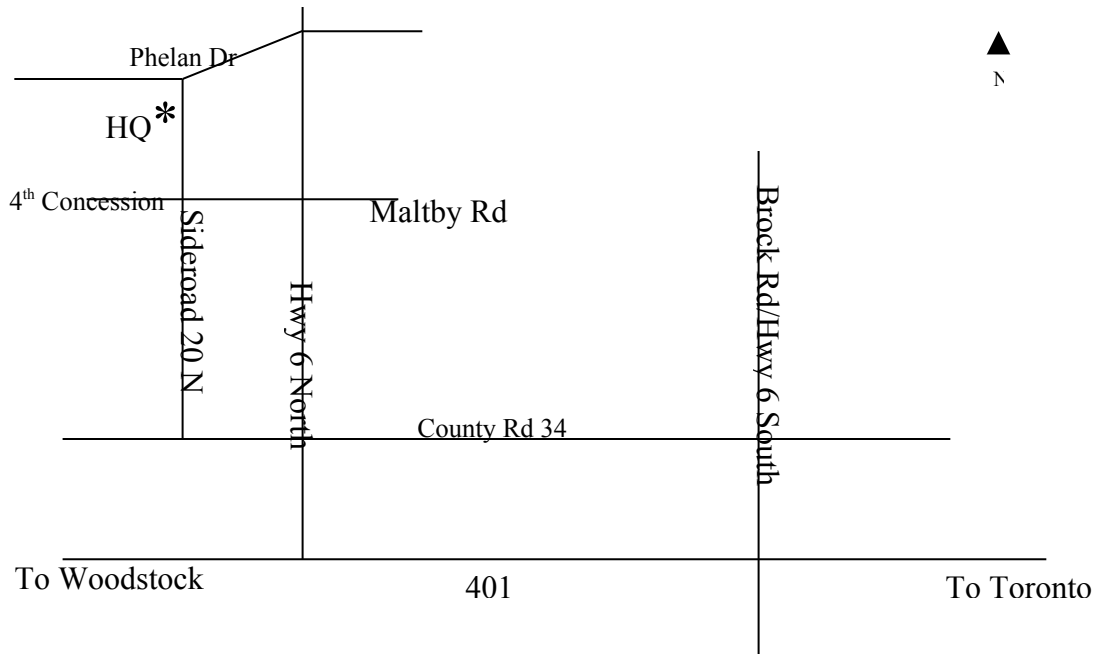 Phelan Dr
N
HQ *
4th Concession
Maltby Rd
Sideroad 20 N
Hwy 6 North
Brock Rd/Hwy 6 South
County Rd 34
To Woodstock
401
To Toronto